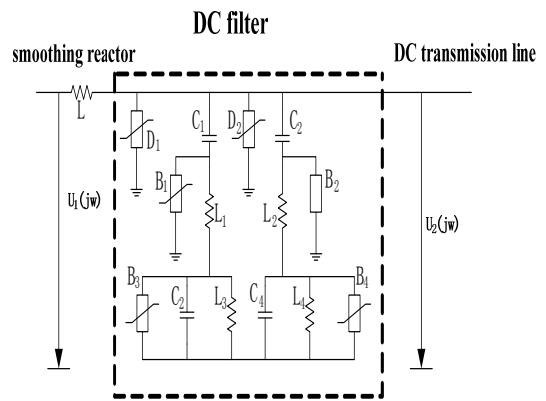 DC filter
smoothing reactor
DC transmission line
L
D1
C1
D2
C2
B1
B2
U1(jw)
L1
L2
U2(jw)
B3
C2
L3
C4
L4
B4